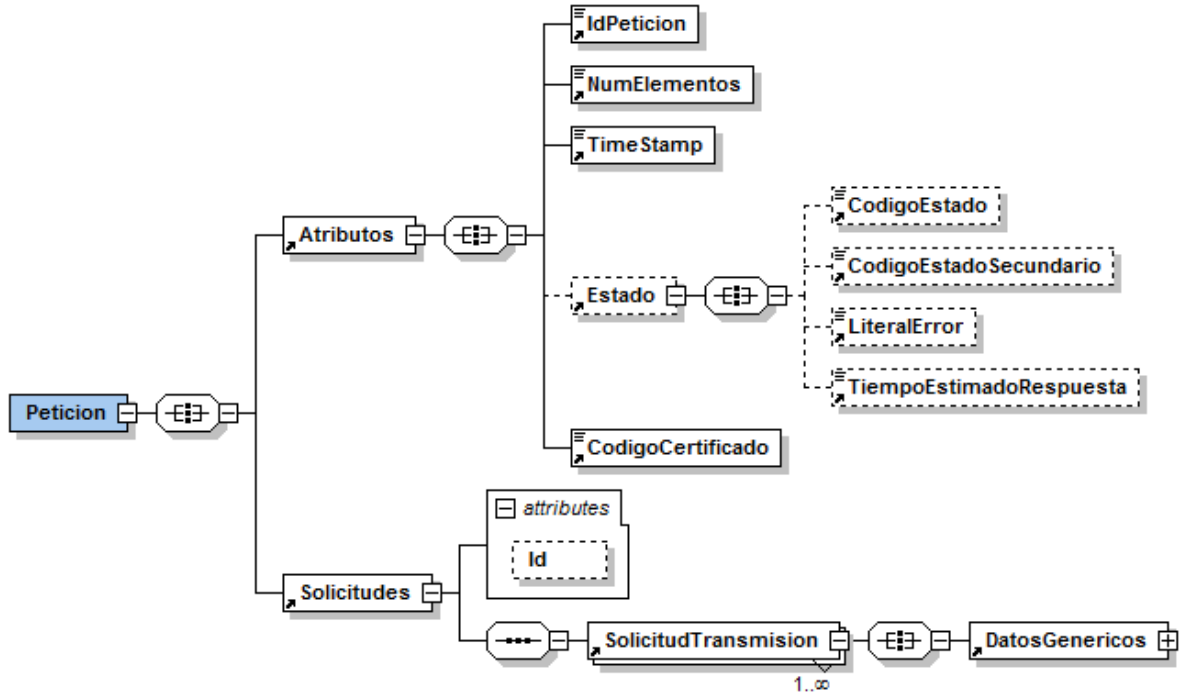 IdPeticion
NumElementos
TimeStamp
CodigoEstado
Atributos
CodigoEstadoSecundario
Estado
LiteralError
TiempoEstimadoRespuesta
Peticion
CodigoCertificado
attributes
Id
Solicitudes
SolicitudTransmision
DatosGenericos
1..∞